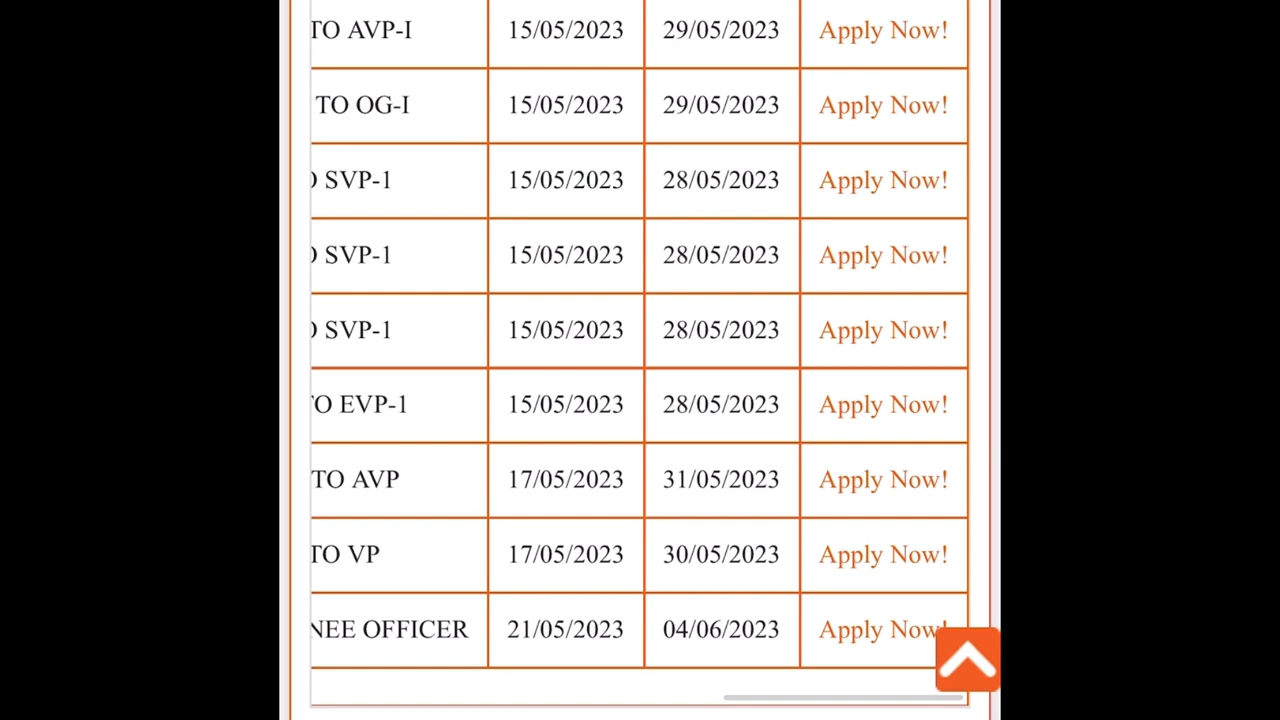 TO AVP-I 15/05/2023 29/05/2023 Apply Now!
TO OG-I 15/05/2023 29/05/2023 Apply Now!
SVP-1 15/05/2023 28/05/2023 Apply Now!
SVP-1 15/05/2023 28/05/2023 Apply Now!
SVP-1 15/05/2023 28/05/2023 Apply Now!
TO EVP-1 15/05/2023 28/05/2023 Apply Now!
TO AVP 17/05/2023 31/05/2023 Apply Now!
TO VP 17/05/2023 30/05/2023 Apply Now!
NEE OFFICER 21/05/2023 04/06/2023 Apply Now!